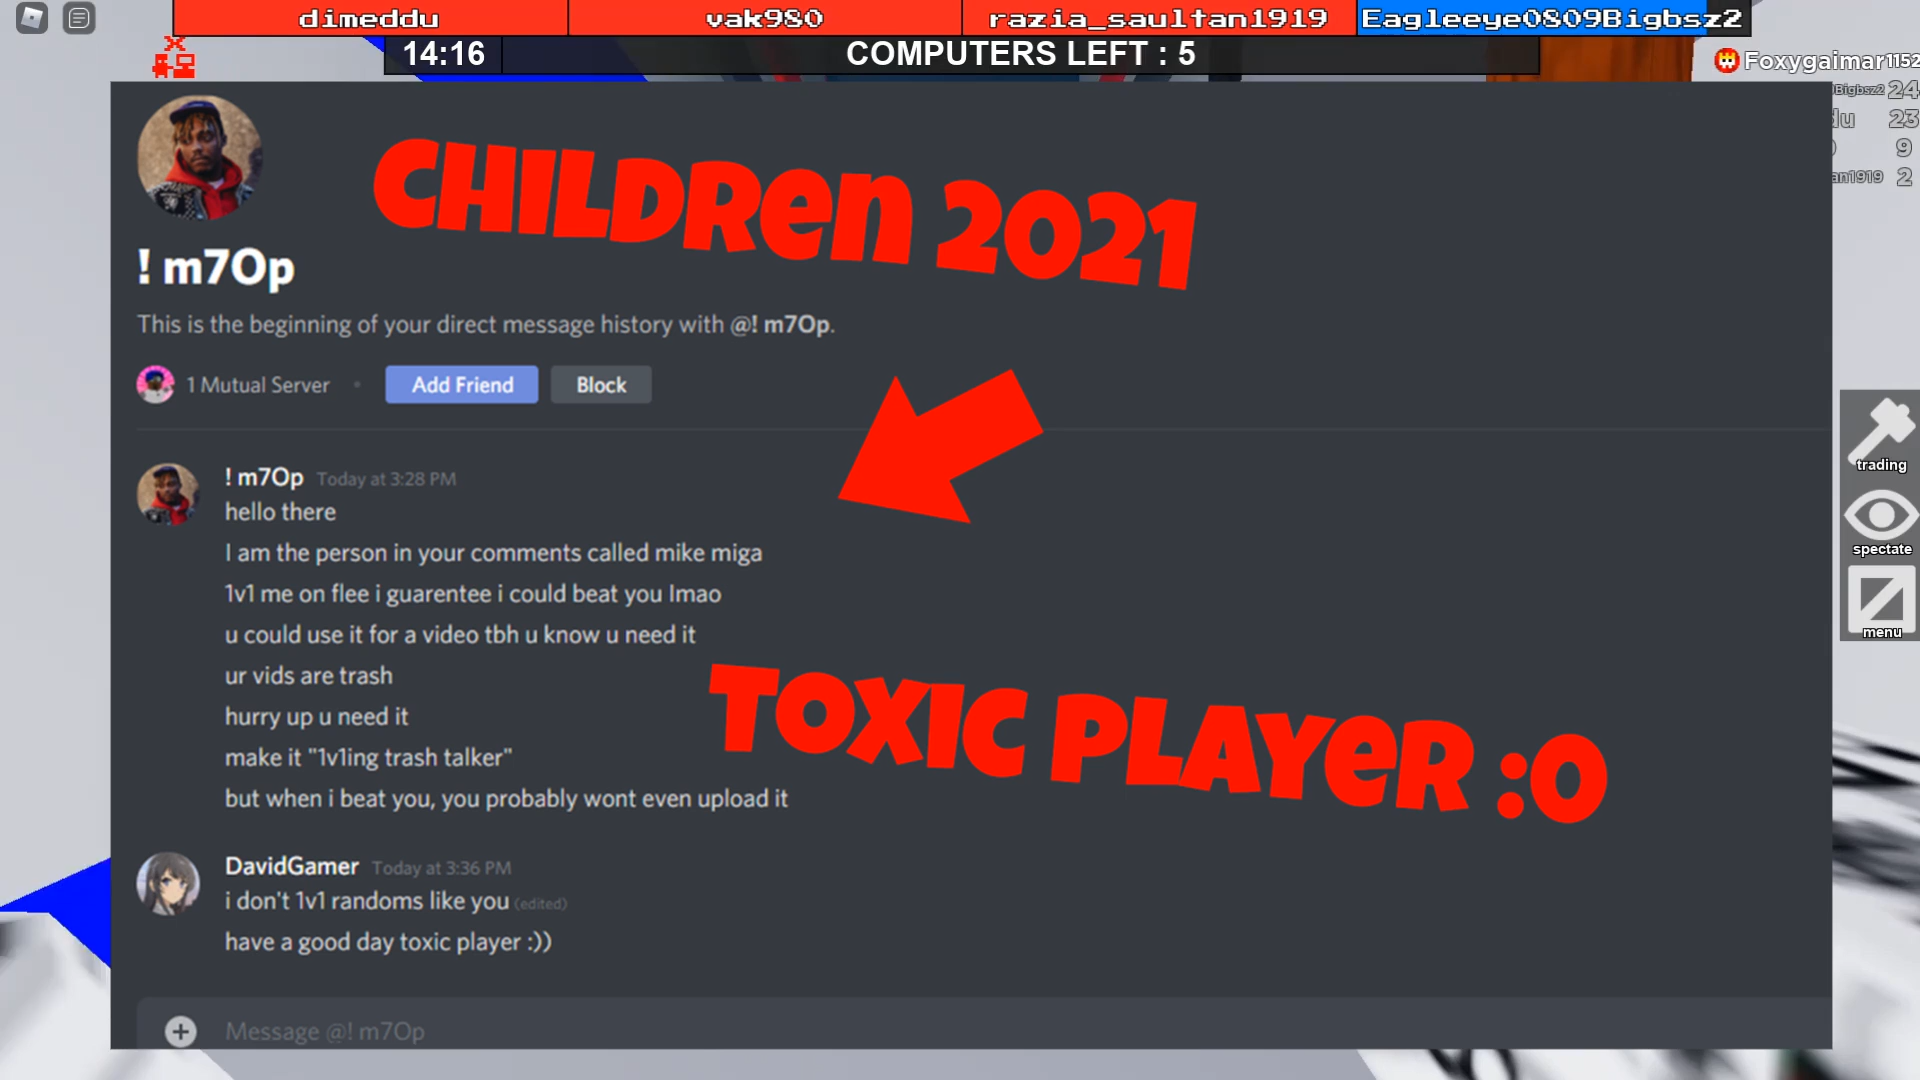 dimeddu
vak980
razia_saultan1919
Eagleeye0809Bigbsz2
14:16
COMPUTERS LEFT : 5
Foxygaimar1152
Bigbsz2 24
du 23
9
an1919 2
CHILDREN 2021
! m7Op
This is the beginning of your direct message history with @! m7Op.
1 Mutual Server
Add Friend
Block
! m7Op Today at 3:28 PM
hello there
I am the person in your comments called mike miga
1v1 me on flee i guarentee i could beat you lmao
u could use it for a video tbh u know u need it
ur vids are trash
hurry up u need it
make it "1v1ing trash talker"
but when i beat you, you probably wont even upload it
TOXIC PLAYER :O
DavidGamer Today at 3:36 PM
i don't 1v1 randoms like you (edited)
have a good day toxic player :))
Message @! m7Op
trading
spectate
menu